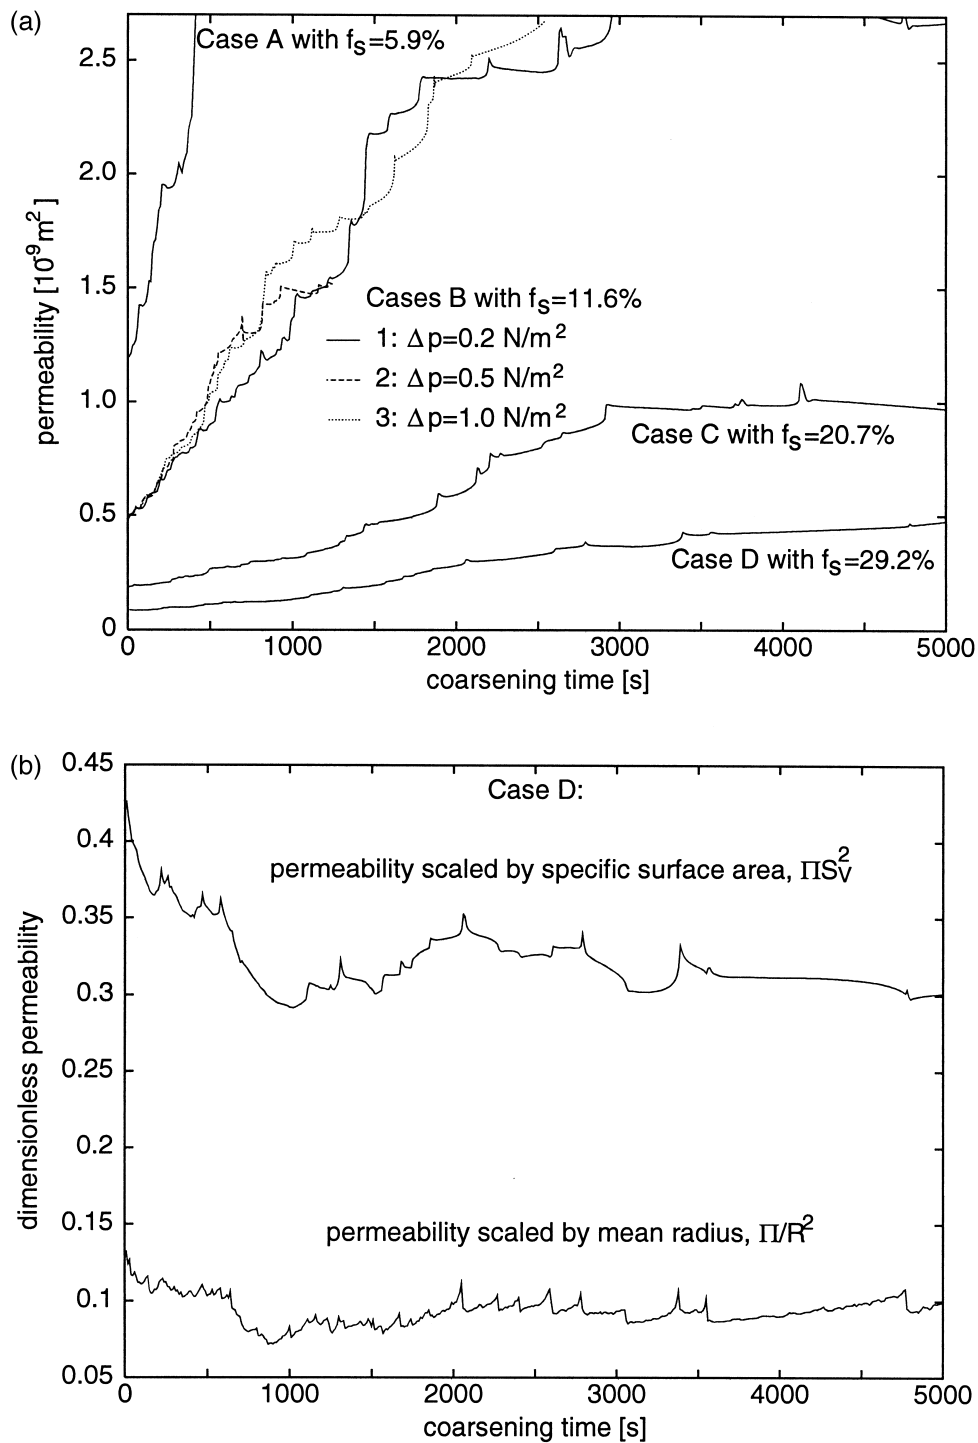 (a)
Case A with fS=5.9%
2.5
2.0
1.5
1.0
0.5
0
permeability [10-9 m2]
Cases B with fS=11.6%
1: Δp=0.2 N/m2
2: Δp=0.5 N/m2
3: Δp=1.0 N/m2
Case C with fS=20.7%
Case D with fS=29.2%
0 1000 2000 3000 4000 5000
coarsening time [s]
(b)
0.45
0.4
0.35
0.3
0.25
0.2
0.15
0.1
0.05
dimensionless permeability
Case D:
permeability scaled by specific surface area, ΠSV2
permeability scaled by mean radius, Π/R2
0 1000 2000 3000 4000 5000
coarsening time [s]